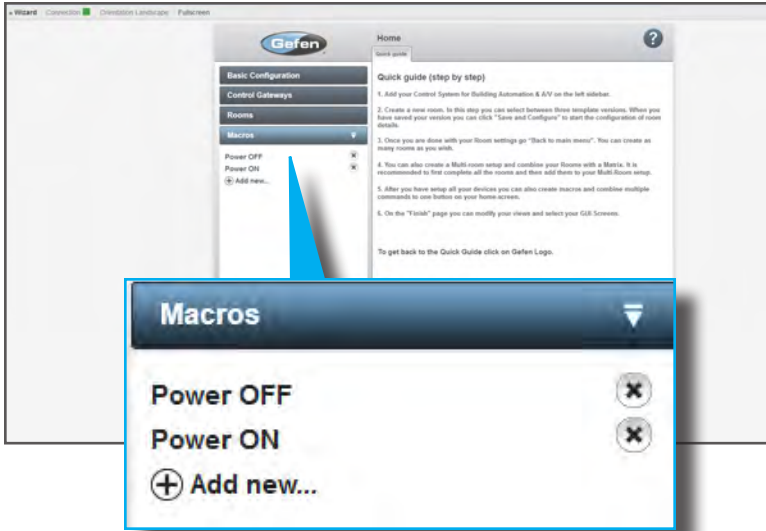 « Wizard Connection Orientation Landscape Fullscreen
Gefen
Home
?
Quick guide
Basic Configuration
Control Gateways
Rooms
Macros
Power OFF
Power ON
Add new...
Quick guide (step by step)
1. Add your Control System for Building Automation & A/V on the left sidebar.
2. Create a new room. In this step you can select between three template versions. When you
have saved your version you can click "Save and Configure" to start the configuration of room
details.
3. Once you are done with your Room settings go "Back to main menu". You can create as
many rooms as you wish.
4. You can also create a Multi-room setup and combine your Rooms with a Matrix. It is
recommended to first complete all the rooms and then add them to your Multi-Room setup.
5. After you have setup all your devices you can also create macros and combine multiple
commands to one button on your home screen.
6. On the "Finish" page you can modify your views and select your GUI Screens.
To get back to the Quick Guide click on Gefen Logo.
Macros
Power OFF
Power ON
Add new...